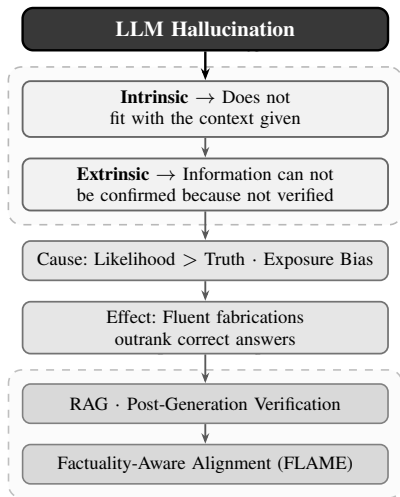 LLM Hallucination
Intrinsic → Does not
fit with the context given
Extrinsic → Information can not
be confirmed because not verified
Cause: Likelihood > Truth · Exposure Bias
Effect: Fluent fabrications
outrank correct answers
RAG · Post-Generation Verification
Factuality-Aware Alignment (FLAME)